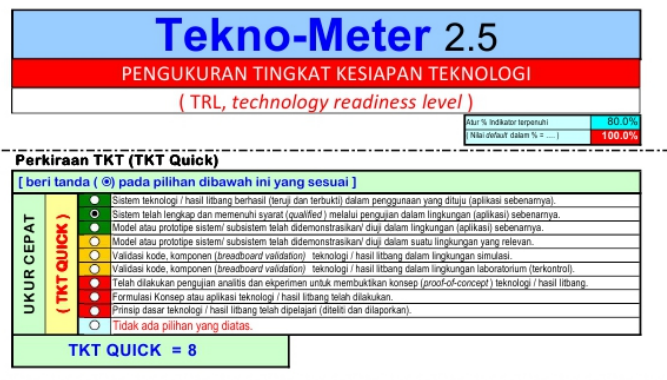 Tekno-Meter 2.5
PENGUKURAN TINGKAT KESIAPAN TEKNOLOGI
( TRL, technology readiness level )
Atur % Indikator terpenuhi 80.0%
( Nilai default dalam % = .... ) 100.0%
Perkiraan TKT (TKT Quick)
[ beri tanda ( ) pada pilihan dibawah ini yang sesuai ]
UKUR CEPAT
( TKT QUICK )
Sistem teknologi / hasil litbang berhasil (teruji dan terbukti) dalam penggunaan yang dituju (aplikasi sebenarnya).
Sistem telah lengkap dan memenuhi syarat (qualified ) melalui pengujian dalam lingkungan (aplikasi) sebenarnya.
Model atau prototipe sistem/ subsistem telah didemonstrasikan/ diuji dalam lingkungan (aplikasi) sebenarnya.
Model atau prototipe sistem/ subsistem telah didemonstrasikan/ diuji dalam suatu lingkungan yang relevan.
Validasi kode, komponen (breadboard validation) teknologi / hasil litbang dalam lingkungan simulasi.
Validasi kode, komponen (breadboard validation) teknologi / hasil litbang dalam lingkungan laboratorium (terkontrol).
Telah dilakukan pengujian analitis dan ekperimen untuk membuktikan konsep (proof-of-concept ) teknologi / hasil litbang.
Formulasi Konsep atau aplikasi teknologi / hasil litbang telah dilakukan.
Prinsip dasar teknologi / hasil litbang telah dipelajari (diteliti dan dilaporkan).
Tidak ada pilihan yang diatas.
TKT QUICK = 8